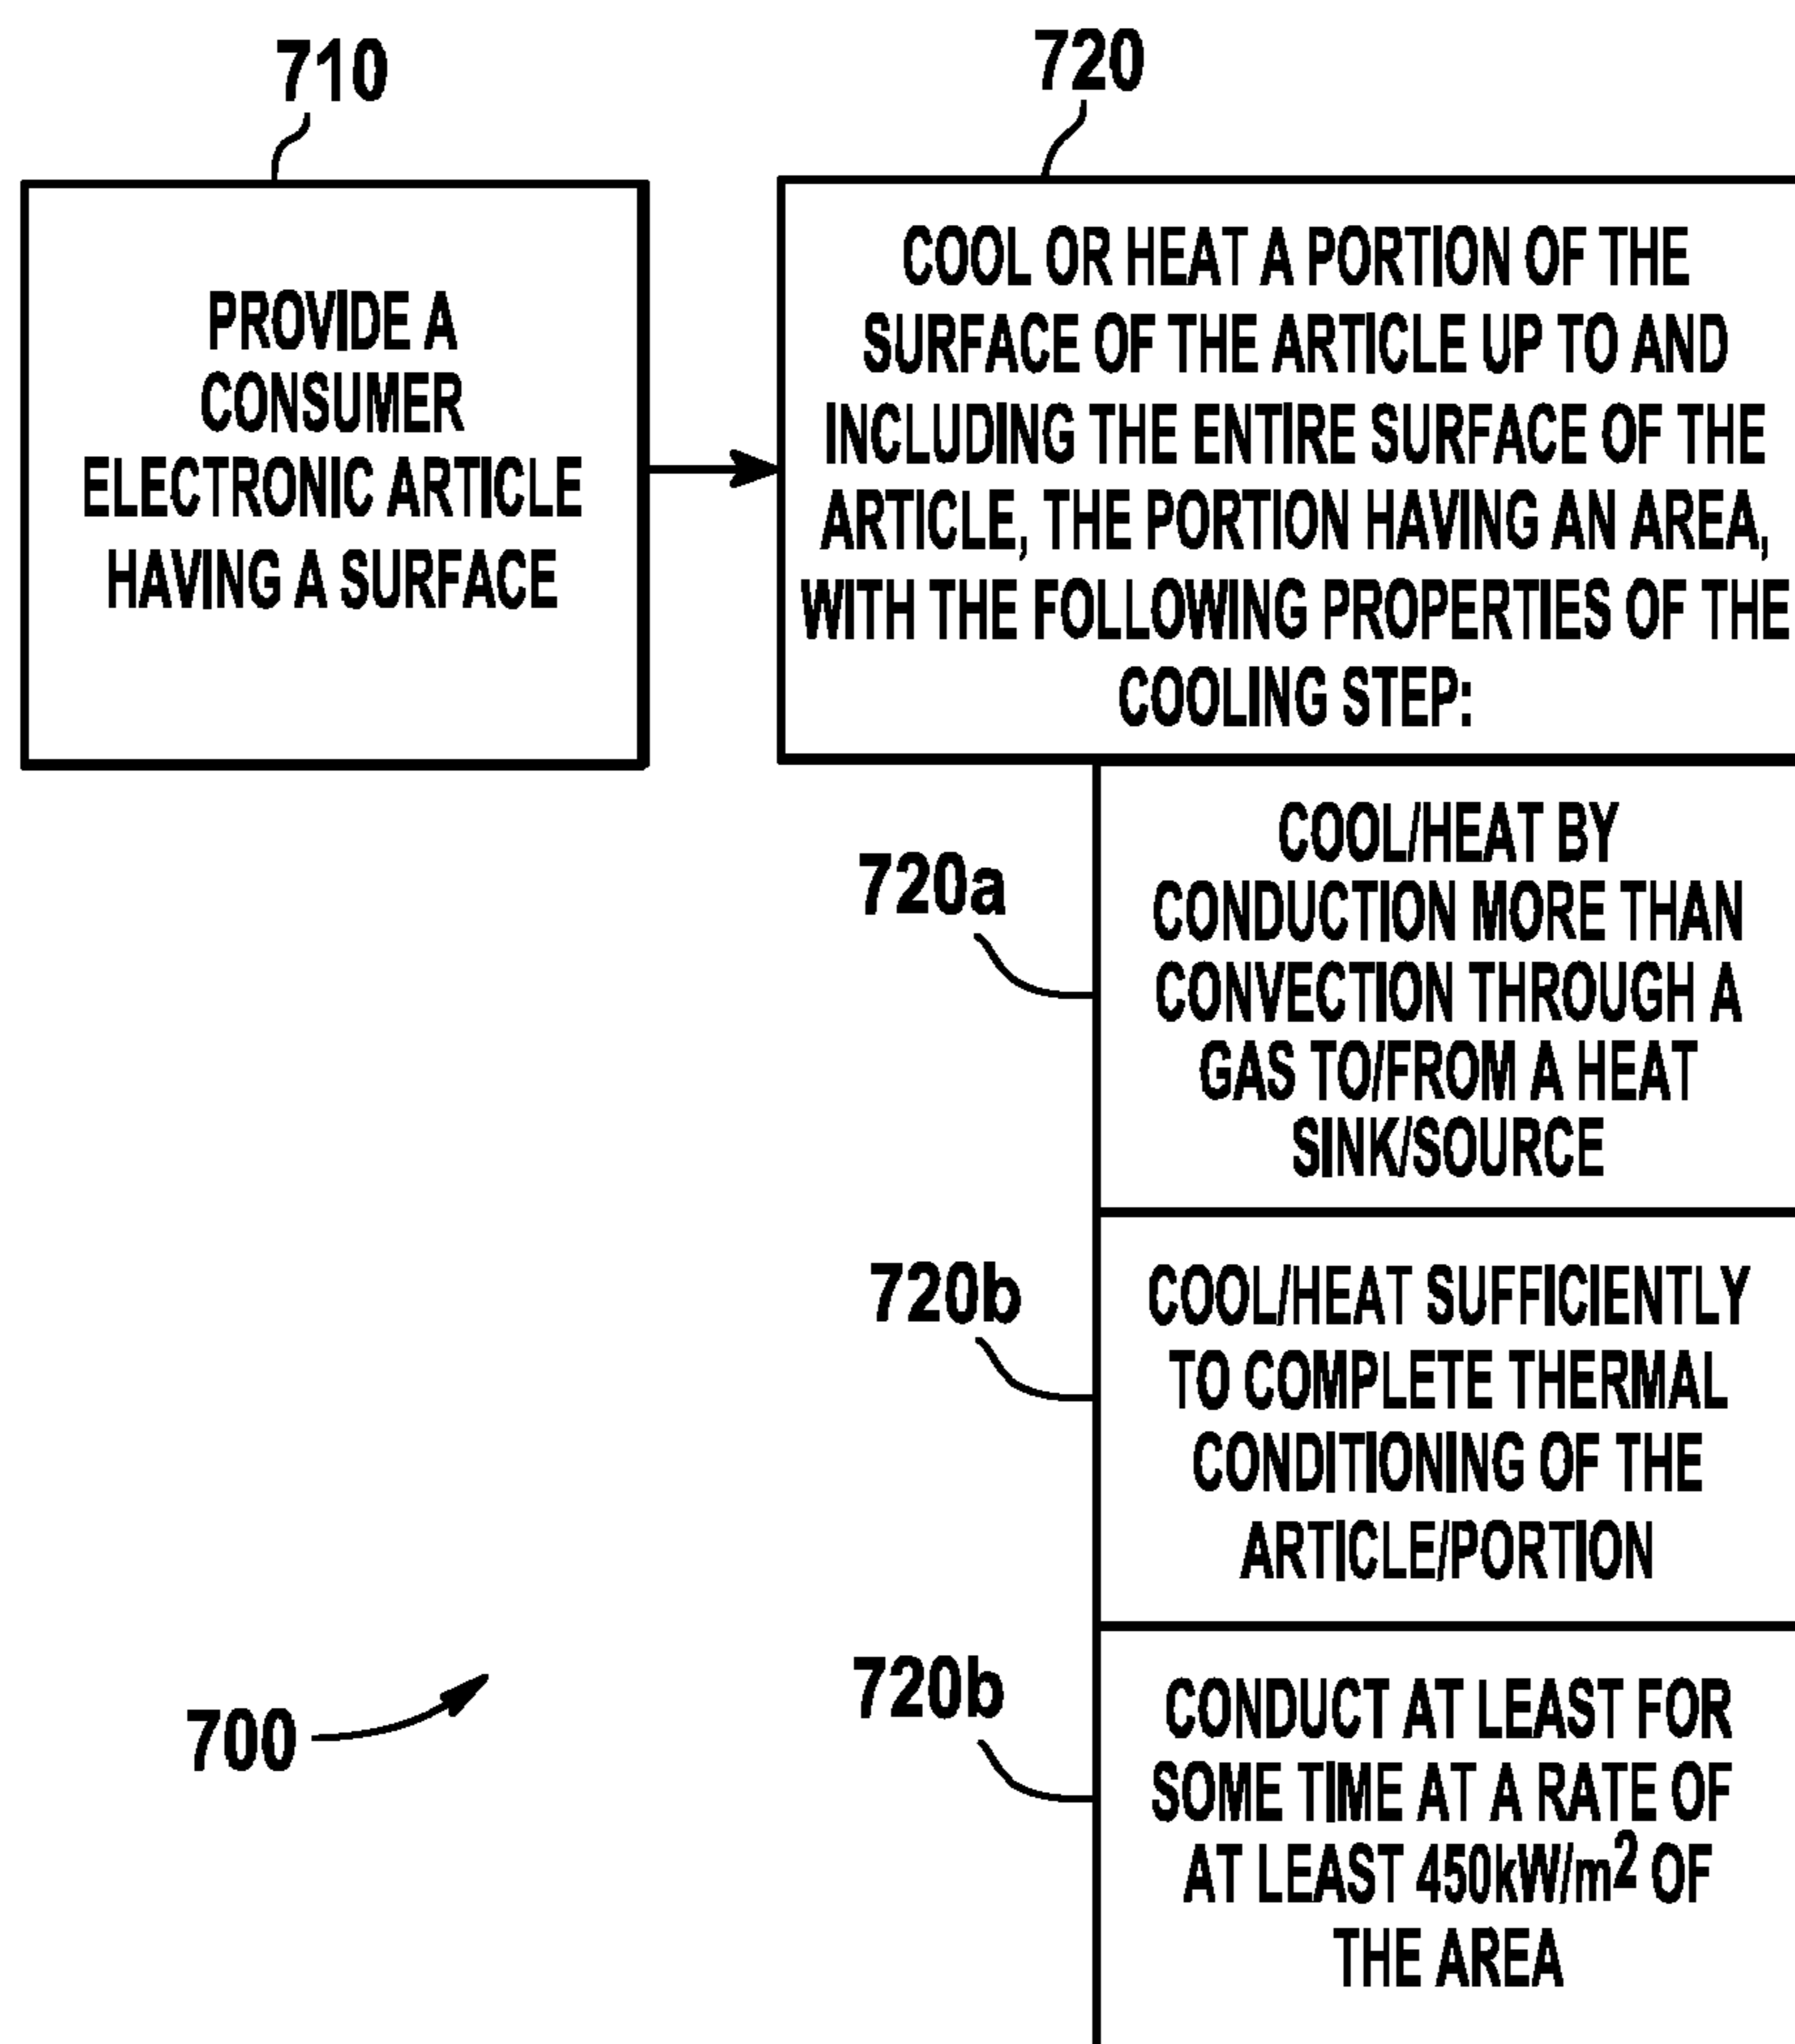 710
PROVIDE A
CONSUMER
ELECTRONIC ARTICLE
HAVING A SURFACE
720
COOL OR HEAT A PORTION OF THE
SURFACE OF THE ARTICLE UP TO AND
INCLUDING THE ENTIRE SURFACE OF THE
ARTICLE, THE PORTION HAVING AN AREA,
WITH THE FOLLOWING PROPERTIES OF THE
COOLING STEP:
720a
COOL/HEAT BY
CONDUCTION MORE THAN
CONVECTION THROUGH A
GAS TO/FROM A HEAT
SINK/SOURCE
720b
COOL/HEAT SUFFICIENTLY
TO COMPLETE THERMAL
CONDITIONING OF THE
ARTICLE/PORTION
720b
CONDUCT AT LEAST FOR
SOME TIME AT A RATE OF
AT LEAST 450kW/m² OF
THE AREA
700